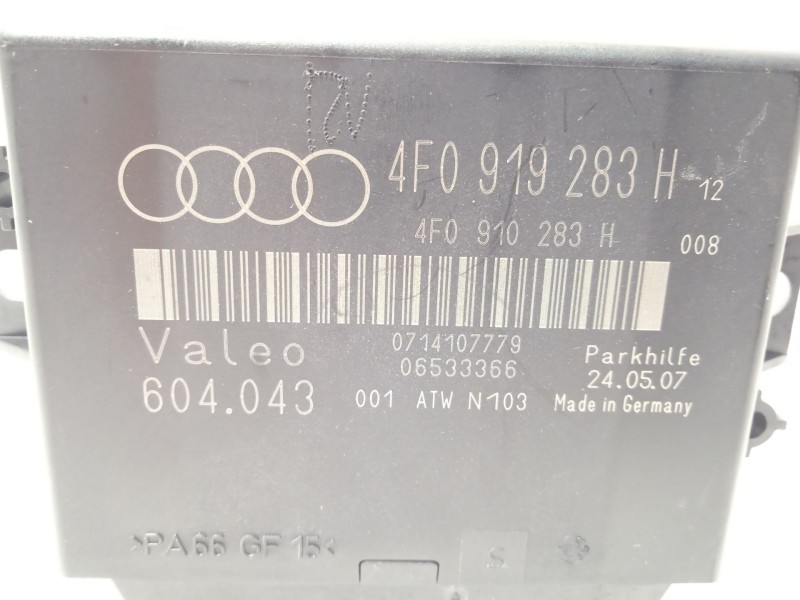 4F0 919 283 H 12
4F0 910 283 H 008
Valeo
0714107779
06533366
Parkhilfe
604.043
001 ATW N103
24.05.07
Made in Germany
>PA66 GF15<
S